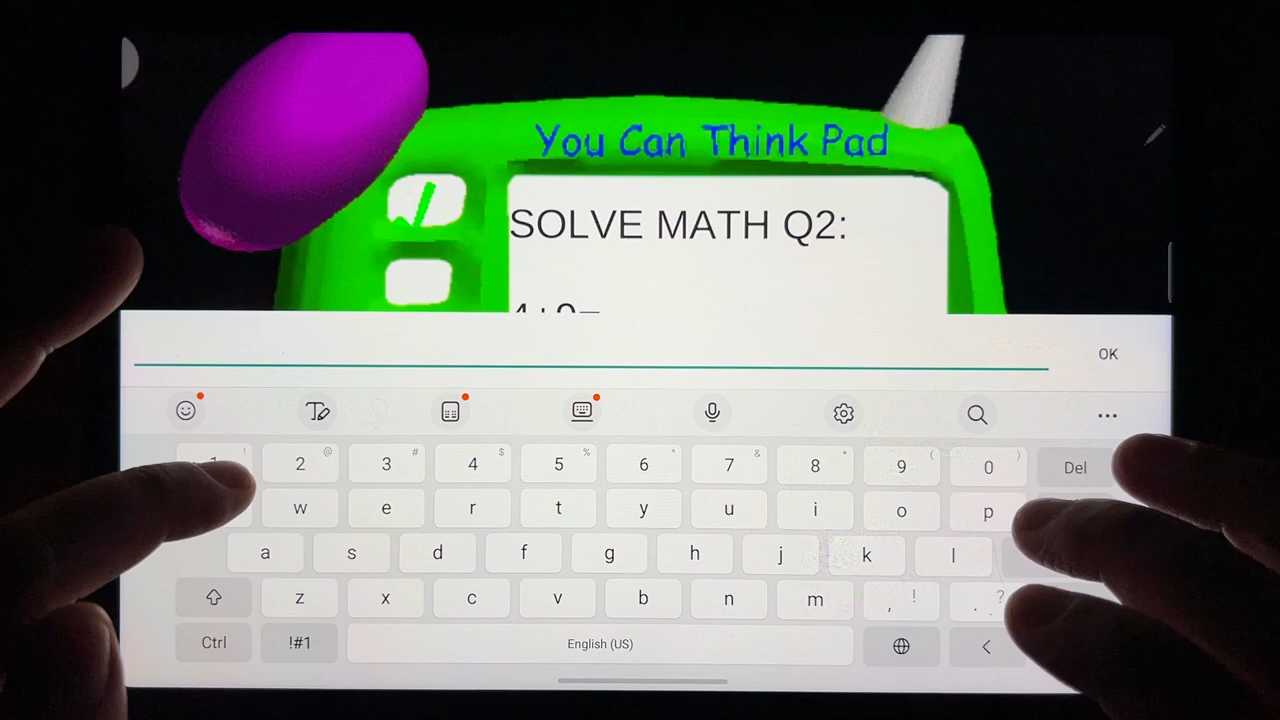 You Can Think Pad
SOLVE MATH Q2:
OK
! @ # $ % ^ & * ( )
2 3 4 5 6 7 8 9 0 Del
w e r t y u i o p
a s d f g h j k l
z x c v b n m , ! . ?
Ctrl !#1 English (US) <